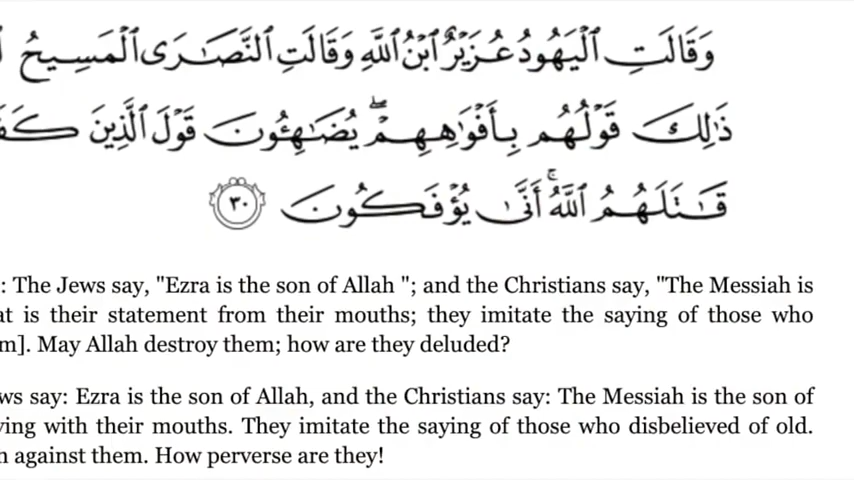 وَقَالَتِ ٱلْيَهُودُ عُزَيْرٌ ٱبْنُ ٱللَّهِ وَقَالَتِ ٱلنَّصَٰرَى ٱلْمَسِيحُ
ذَٰلِكَ قَوْلُهُم بِأَفْوَٰهِهِمْ ۖ يُضَٰهِـُٔونَ قَوْلَ ٱلَّذِينَ
قَٰتَلَهُمُ ٱللَّهُ ۚ أَنَّىٰ يُؤْفَكُونَ ٣٠
: The Jews say, "Ezra is the son of Allah "; and the Christians say, "The Messiah is
at is their statement from their mouths; they imitate the saying of those who
m]. May Allah destroy them; how are they deluded?
ws say: Ezra is the son of Allah, and the Christians say: The Messiah is the son of
ying with their mouths. They imitate the saying of those who disbelieved of old.
against them. How perverse are they!